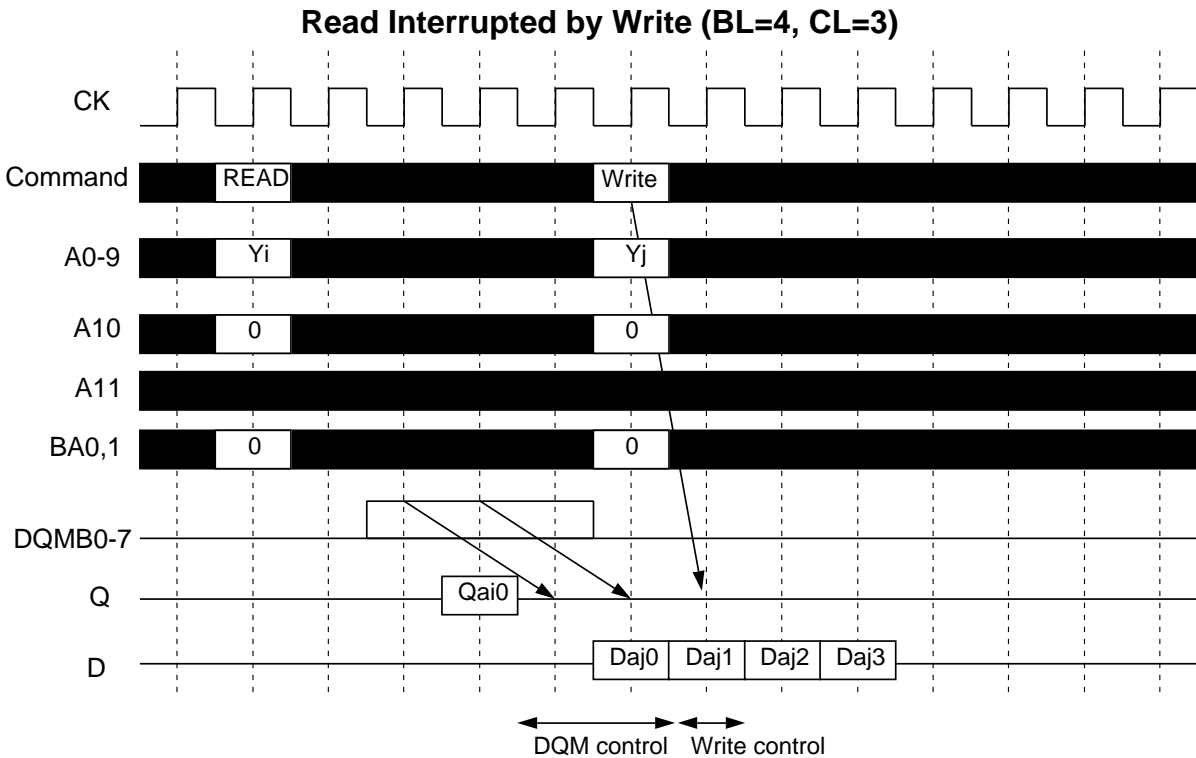 Read Interrupted by Write (BL=4, CL=3)
CK
Command READ Write
A0-9 Yi Yj
A10 0 0
A11
BA0,1 0 0
DQMB0-7
Q Qai0
D Daj0 Daj1 Daj2 Daj3
DQM control Write control